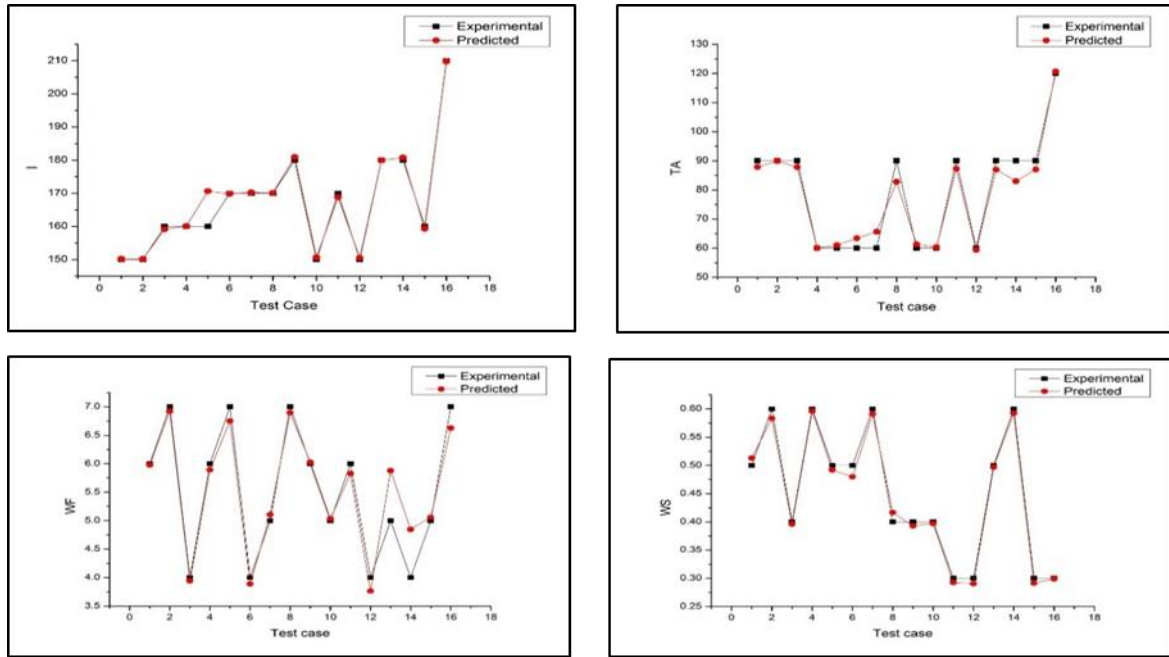 Experimental
Predicted
210
200
190
180
170
160
150
I
0 2 4 6 8 10 12 14 16 18
Test Case
Experimental
Predicted
130
120
110
100
90
80
70
60
50
TA
0 2 4 6 8 10 12 14 16 18
Test case
Experimental
Predicted
7.0
6.5
6.0
5.5
5.0
4.5
4.0
3.5
WF
0 2 4 6 8 10 12 14 16 18
Test case
Experimental
Predicted
0.60
0.55
0.50
0.45
0.40
0.35
0.30
0.25
WS
0 2 4 6 8 10 12 14 16 18
Test case